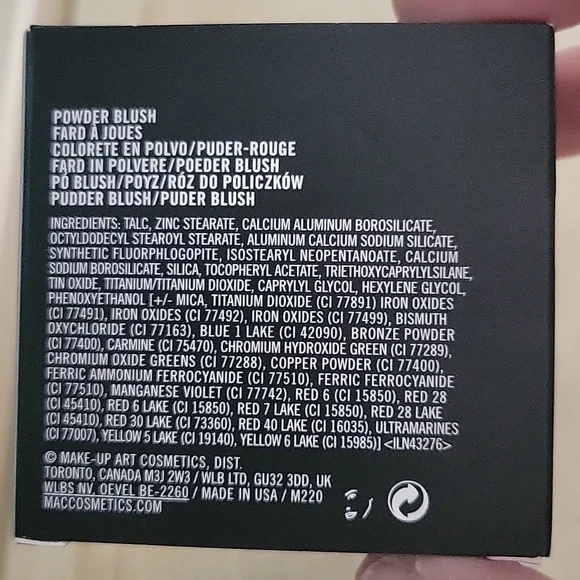 POWDER BLUSH
FARD À JOUES
COLORETE EN POLVO/PUDER-ROUGE
FARD IN POLVERE/POEDER BLUSH
PÓ BLUSH/РОУZ/RÓŻ DO POLICZKÓW
PUDDER BLUSH/PUDER BLUSH
INGREDIENTS: TALC, ZINC STEARATE, CALCIUM ALUMINUM BOROSILICATE,
OCTYLDODECYL STEAROYL STEARATE, ALUMINUM CALCIUM SODIUM SILICATE,
SYNTHETIC FLUORPHLOGOPITE, ISOSTEARYL NEOPENTANOATE, CALCIUM
SODIUM BOROSILICATE, SILICA, TOCOPHERYL ACETATE, TRIETHOXYCAPRYLYLSILANE,
TIN OXIDE, TITANIUM/TITANIUM DIOXIDE, CAPRYLYL GLYCOL, HEXYLENE GLYCOL,
PHENOXYETHANOL [+/- MICA, TITANIUM DIOXIDE (CI 77891) IRON OXIDES
(CI 77491), IRON OXIDES (CI 77492), IRON OXIDES (CI 77499), BISMUTH
OXYCHLORIDE (CI 77163), BLUE 1 LAKE (CI 42090), BRONZE POWDER
(CI 77400), CARMINE (CI 75470), CHROMIUM HYDROXIDE GREEN (CI 77289),
CHROMIUM OXIDE GREENS (CI 77288), COPPER POWDER (CI 77400),
FERRIC AMMONIUM FERROCYANIDE (CI 77510), FERRIC FERROCYANIDE
(CI 77510), MANGANESE VIOLET (CI 77742), RED 6 (CI 15850), RED 28
(CI 45410), RED 6 LAKE (CI 15850), RED 7 LAKE (CI 15850), RED 28 LAKE
(CI 45410), RED 30 LAKE (CI 73360), RED 40 LAKE (CI 16035), ULTRAMARINES
(CI 77007), YELLOW 5 LAKE (CI 19140), YELLOW 6 LAKE (CI 15985)] <ILN43276>
© MAKE-UP ART COSMETICS, DIST.
TORONTO, CANADA M3J 2W3 / WLB LTD, GU32 3DD, UK
WLBS NV, OEVEL BE-2260 / MADE IN USA / M220
MACCOSMETICS.COM